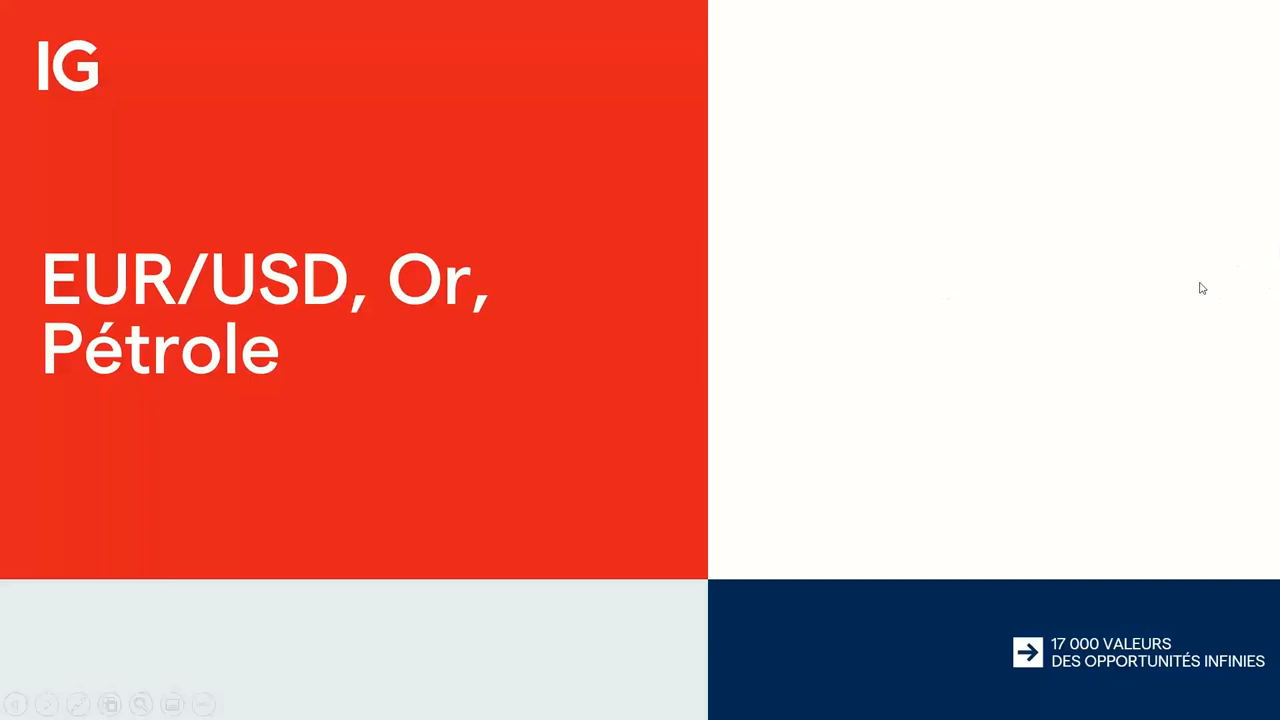 IG
EUR/USD, Or,
Pétrole
17 000 VALEURS
DES OPPORTUNITÉS INFINIES